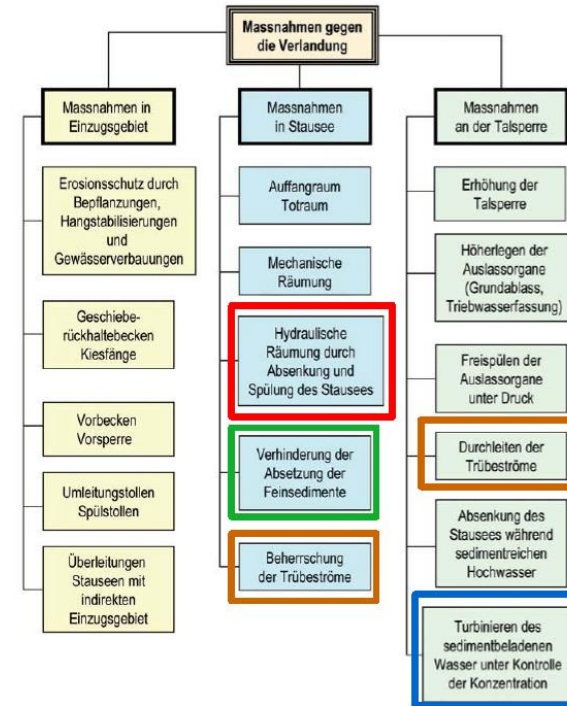 Massnahmen gegen
die Verlandung
Massnahmen in
Einzugsgebiet
Erosionsschutz durch
Bepflanzungen,
Hangstabilisierungen
und
Gewässerverbauungen
Geschiebe-
rückhaltebecken
Kiesfänge
Vorbecken
Vorsperre
Umleitungstollen
Spülstollen
Überleitungen
Stauseen mit
indirekten
Einzugsgebiet
Massnahmen
in Stausee
Auffangraum
Totraum
Mechanische
Räumung
Hydraulische
Räumung durch
Absenkung und
Spülung des Stausees
Verhinderung der
Absetzung der
Feinsedimente
Beherrschung
der Trübeströme
Massnahmen
an der Talsperre
Erhöhung der
Talsperre
Höherlegen der
Auslassorgane
(Grundablass,
Triebwasserfassung)
Freispülen der
Auslassorgane
unter Druck
Durchleiten der
Trübeströme
Absenkung des
Stausees während
sedimentreichen
Hochwasser
Turbinieren des
sedimentbeladenen
Wasser unter Kontrolle
der Konzentration